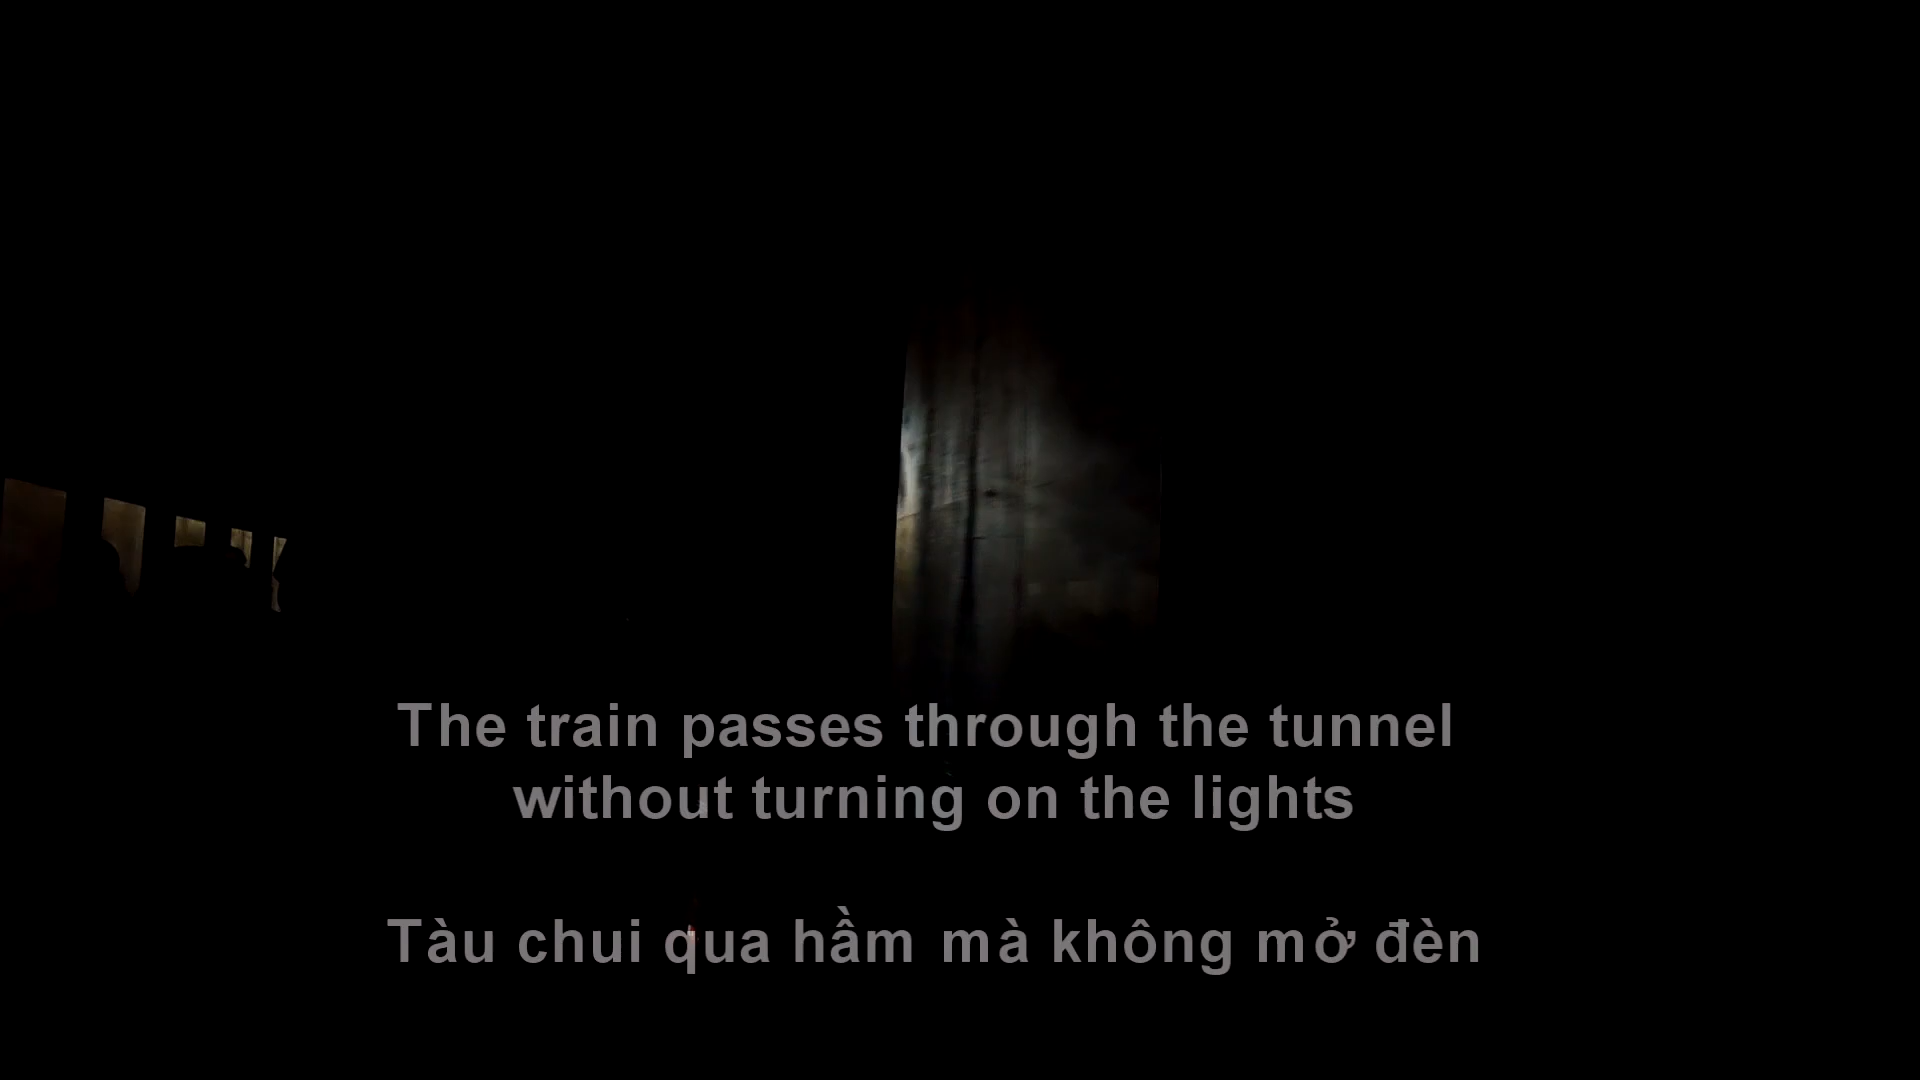 The train passes through the tunnel
without turning on the lights
Tàu chui qua hầm mà không mở đèn